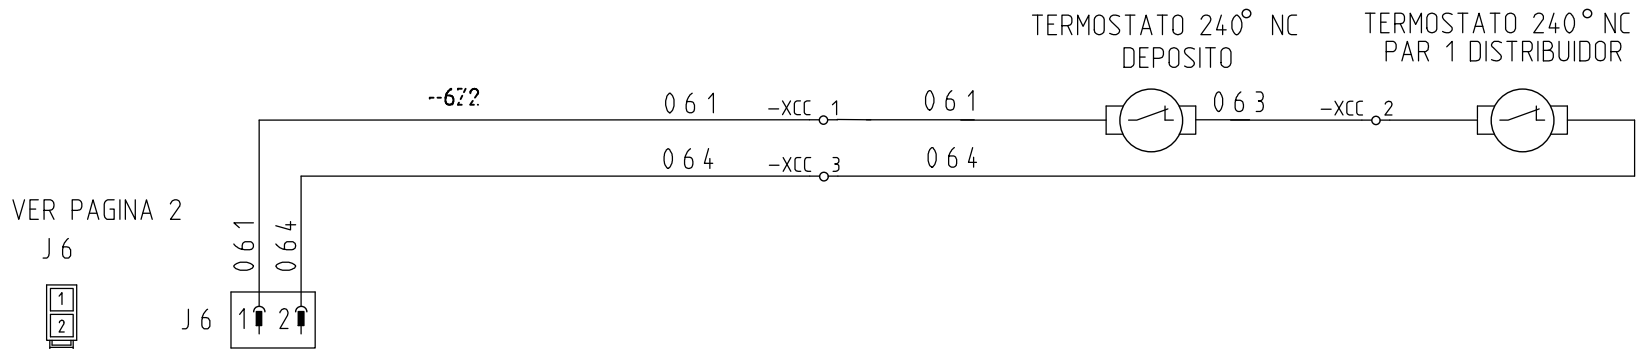 TERMOSTATO 240° NC
DEPOSITO
TERMOSTATO 240° NC
PAR 1 DISTRIBUIDOR
--672
061
-XCC 1
061
063
-XCC 2
064
-XCC 3
064
VER PAGINA 2
J6
1
2
061
064
J6
1
2